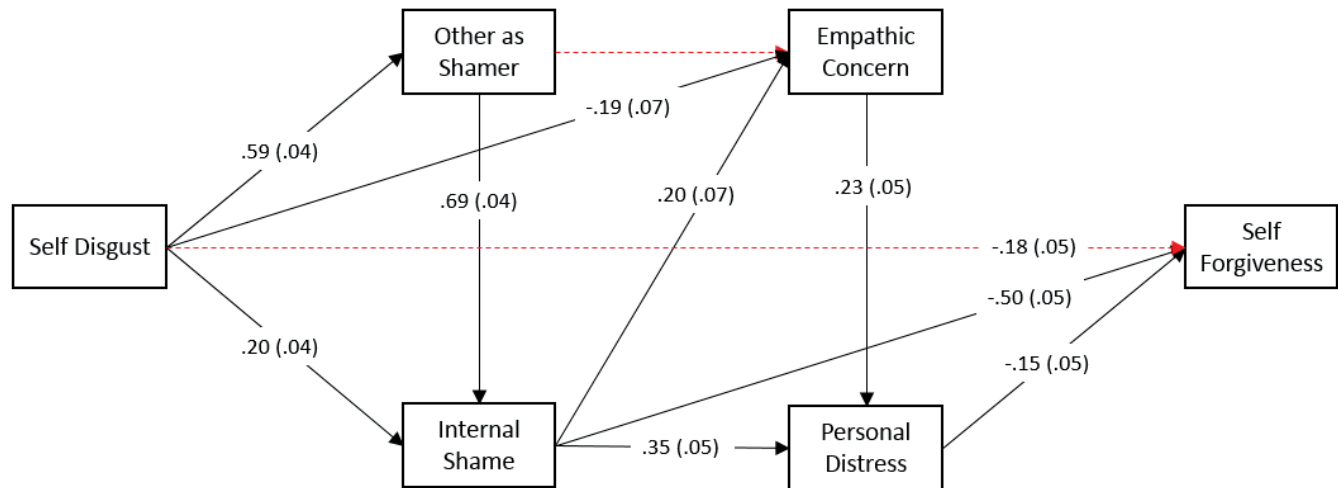 Other as
Shamer
Empathic
Concern
-.19 (.07)
.59 (.04)
.69 (.04)
.20 (.07)
.23 (.05)
Self Disgust
-.18 (.05)
Self
Forgiveness
-.50 (.05)
.20 (.04)
-.15 (.05)
Internal
Shame
.35 (.05)
Personal
Distress